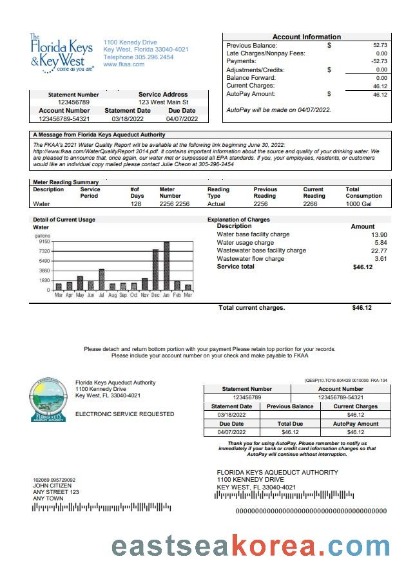 The
Florida Keys
& Key West
come as you are
1100 Kennedy Drive
Key West, Florida 33040-4021
Telephone 305.296.2454
www.fkaa.com
Account Information
Previous Balance: $ 52.73
Late Charges/Nonpay Fees: 0.00
Payments: -52.73
Adjustments/Credits: $ 0.00
Balance Forward: 0.00
Current Charges: 46.12
AutoPay Amount: $ 46.12
AutoPay will be made on 04/07/2022.
Statement Number Service Address
123456789 123 West Main St
Account Number Statement Date Due Date
123456789-54321 03/18/2022 04/07/2022
A Message from Florida Keys Aqueduct Authority
The FKAA's 2021 Water Quality Report will be available at the following link beginning June 30, 2022:
http://www.fkaa.com/WaterQualityReport 2014.pdf. It contains important information about the source and quality of your drinking water. We
are pleased to announce that, once again, our water met or surpassed all EPA standards. If you, your employees, residents, or customers
would like an individual copy mailed please contact Julie Cheon at 305-296-2454
Meter Reading Summary
Description Service Period #of Days Meter Number Reading Type Previous Reading Current Reading Total Consumption
Water 128 2256 2256 Actual 2256 2266 1000 Gal
Detail of Current Usage
Water
gallons
9150
7320
5490
3660
1830
0
Mar Apr May Jun Jul Aug Sep Oct Nov Dec Jan Feb Mar
Explanation of Charges
Description Amount
Water base facility charge 13.90
Water usage charge 5.84
Wastewater base facility charge 22.77
Wastewater flow charge 3.61
Service total $46.12
Total current charges. $46.12
Please detach and return bottom portion with your payment Please retain top portion for your records.
Please include your account number on your check and make payable to FKAA
Florida Keys Aqueduct Authority
1100 Kennedy Drive
Key West, FL 33040-4021
ELECTRONIC SERVICE REQUESTED
Statement Number Account Number
123456789 123456789-54321
Statement Date Previous Balance Current Charges
03/18/2022 $46.12
Due Date Total Due AutoPay Amount
04/07/2022 $46.12 $46.12
Thank you for using AutoPay. Please remember to notify us
immediately if your bank or credit card information changes so that
AutoPay will continue without interruption.
JOHN CITIZEN
ANY STREET 123
ANY TOWN
FLORIDA KEYS AQUEDUCT AUTHORITY
1100 KENNEDY DRIVE
KEY WEST, FL 33040-4021
eastseakorea.com